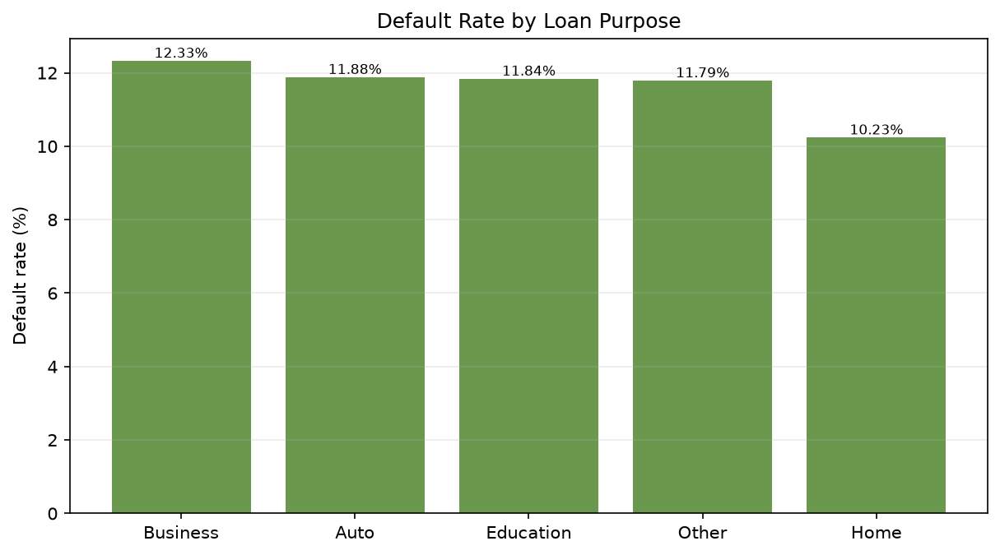 Default Rate by Loan Purpose
Default rate (%)
12
10
8
6
4
2
0
12.33%
11.88%
11.84%
11.79%
10.23%
Business
Auto
Education
Other
Home